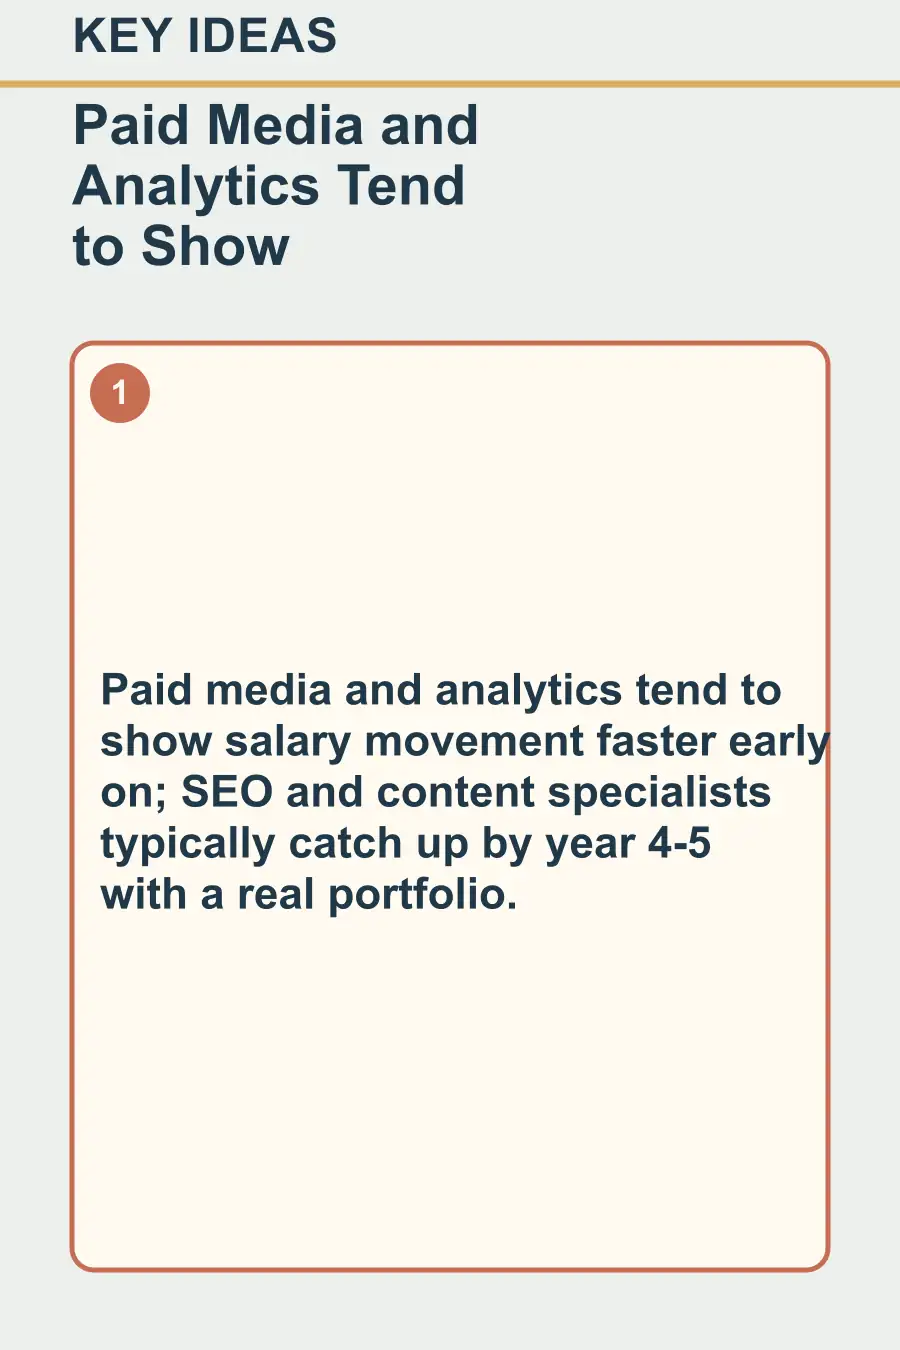 KEY IDEAS
Paid Media and
Analytics Tend
to Show
1
Paid media and analytics tend to
show salary movement faster early
on; SEO and content specialists
typically catch up by year 4-5
with a real portfolio.